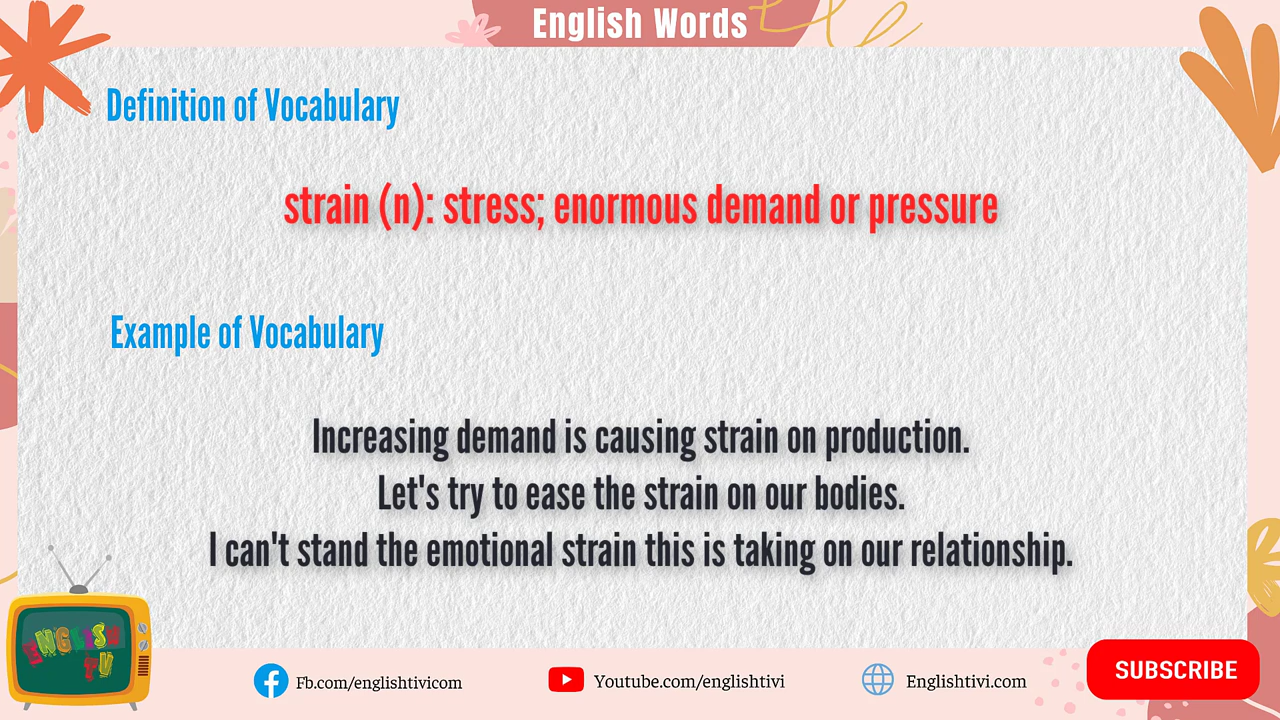 English Words
Definition of Vocabulary
strain (n): stress; enormous demand or pressure
Example of Vocabulary
Increasing demand is causing strain on production.
Let's try to ease the strain on our bodies.
I can't stand the emotional strain this is taking on our relationship.
ENGLISH
TV
Fb.com/englishtivicom
Youtube.com/englishtivi
Englishtivi.com
SUBSCRIBE